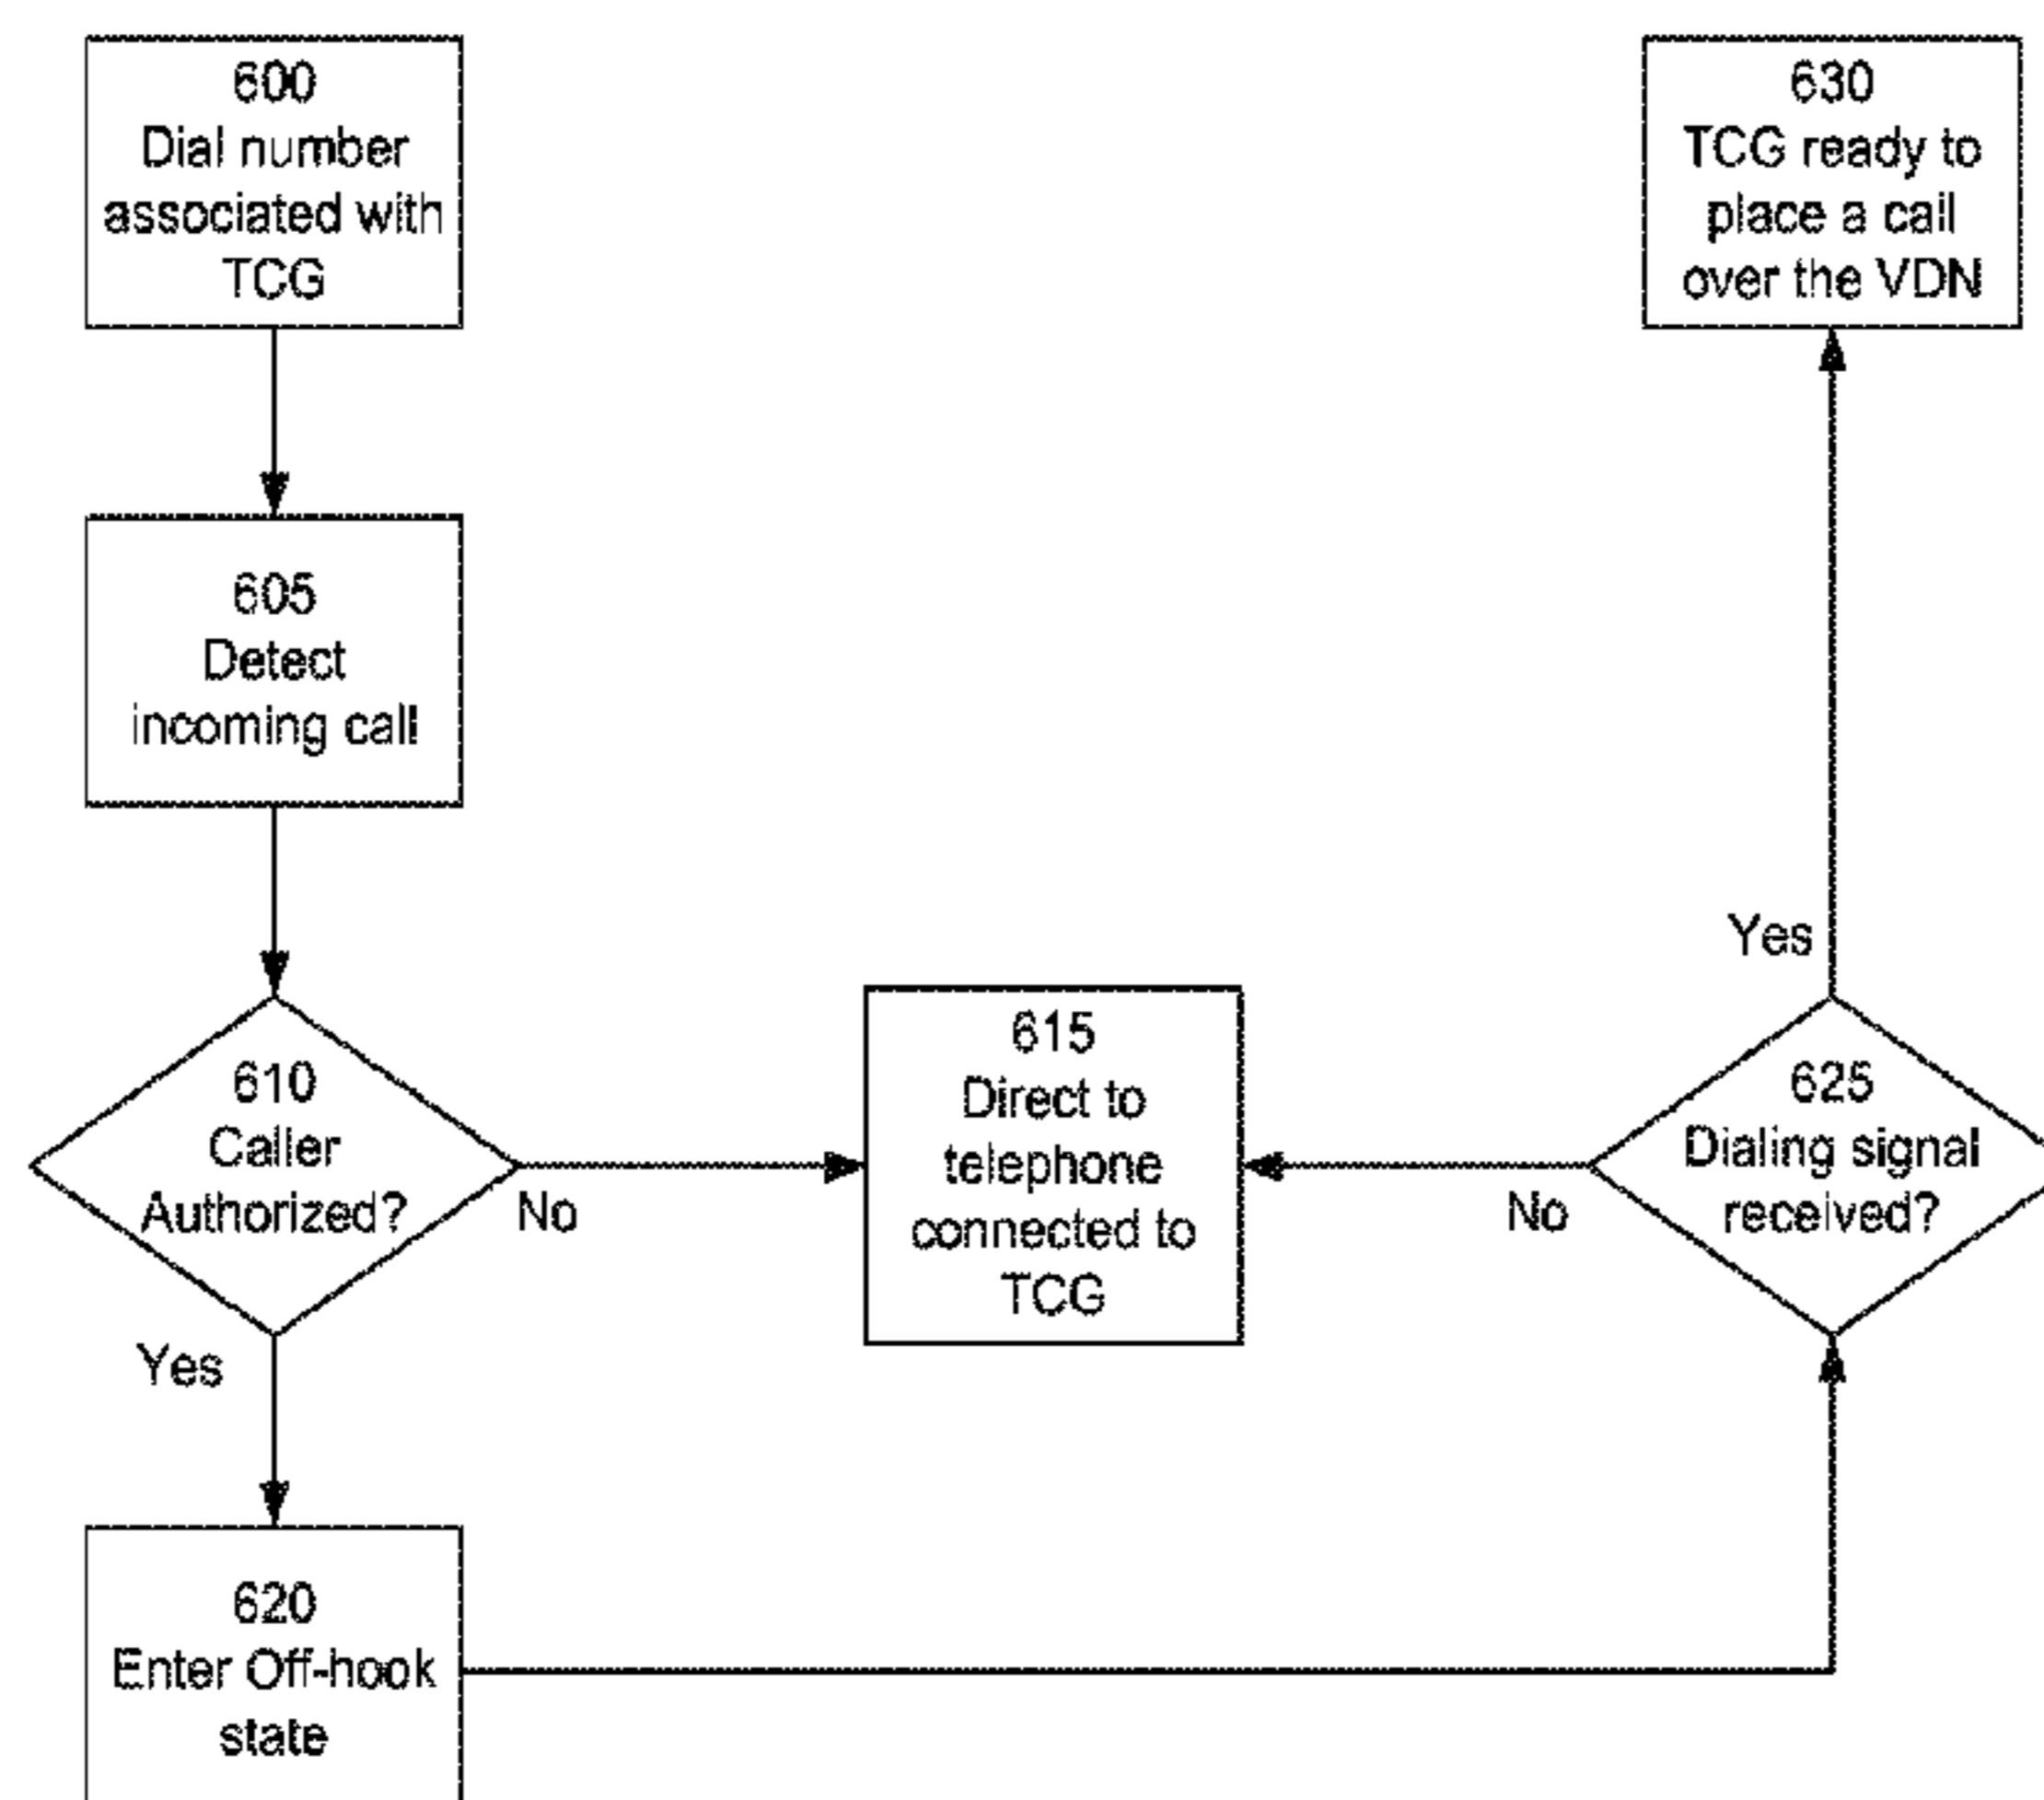 600
Dial number
associated with
TCG
605
Detect
incoming call
610
Caller
Authorized?
No
Yes
620
Enter Off-hook
state
615
Direct to
telephone
connected to
TCG
630
TCG ready to
place a call
over the VDN
Yes
625
Dialing signal
received?
No